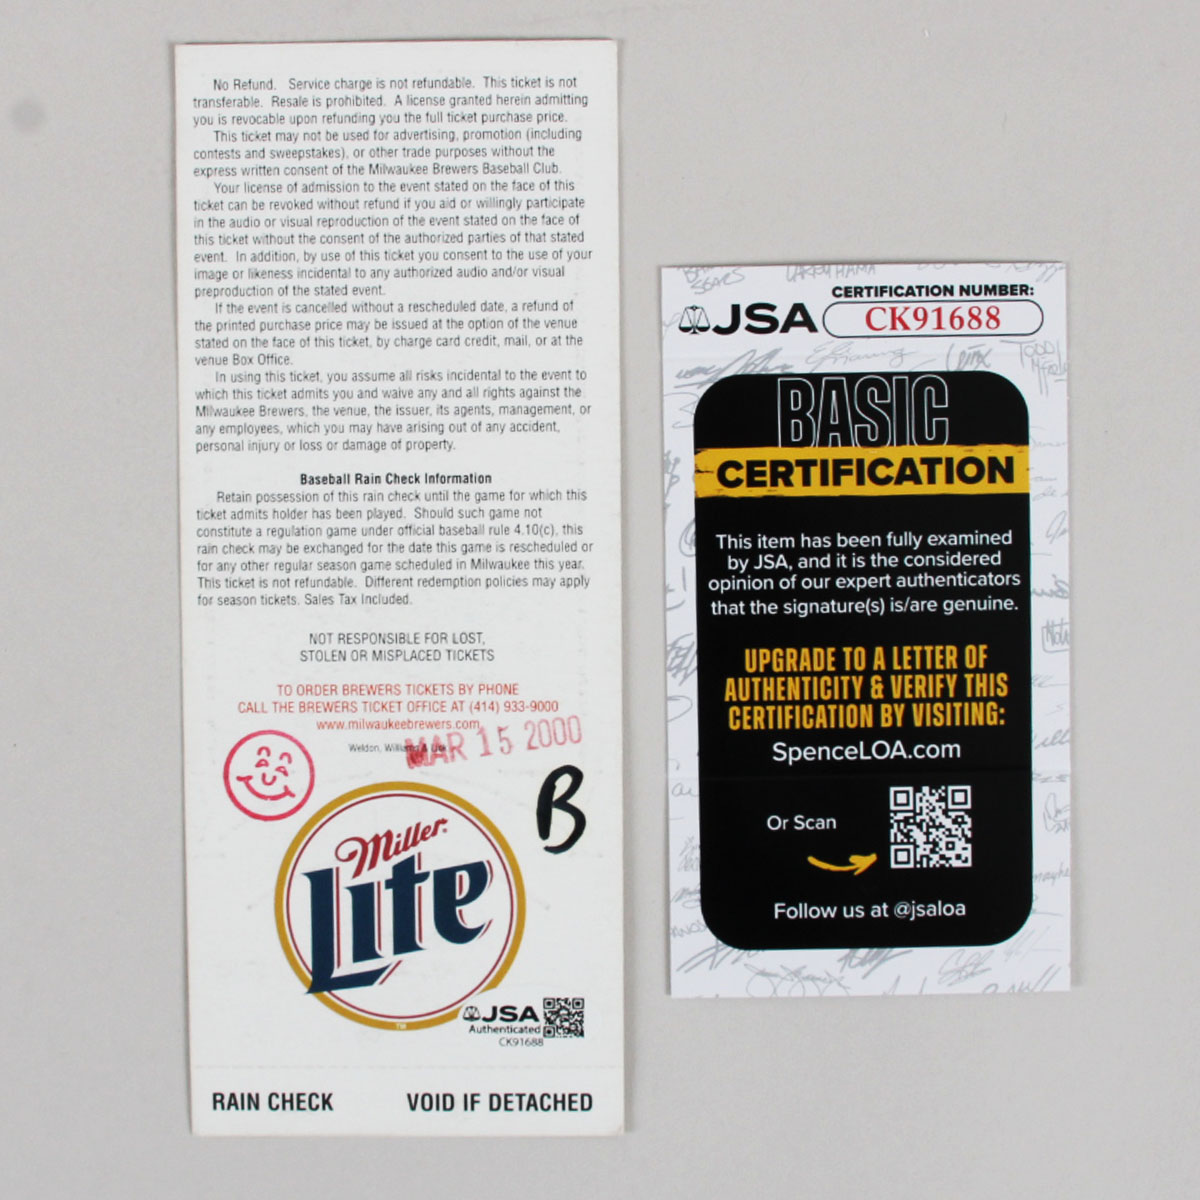 No Refund. Service charge is not refundable. This ticket is not
transferable. Resale is prohibited. A license granted herein admitting
you is revocable upon refunding you the full ticket purchase price.
This ticket may not be used for advertising, promotion (including
contests and sweepstakes), or other trade purposes without the
express written consent of the Milwaukee Brewers Baseball Club.
Your license of admission to the event stated on the face of this
ticket can be revoked without refund if you aid or willingly participate
in the audio or visual reproduction of the event stated on the face of
this ticket without the consent of the authorized parties of that stated
event. In addition, by use of this ticket you consent to the use of your
image or likeness incidental to any authorized audio and/or visual
preproduction of the stated event.
If the event is cancelled without a rescheduled date, a refund of
the printed purchase price may be issued at the option of the venue
stated on the face of this ticket, by charge card credit, mail, or at the
venue Box Office.
In using this ticket, you assume all risks incidental to the event to
which this ticket admits you and waive any and all rights against the
Milwaukee Brewers, the venue, the issuer, its agents, management, or
any employees, which you may have arising out of any accident,
personal injury or loss or damage of property.
Baseball Rain Check Information
Retain possession of this rain check until the game for which this
ticket admits holder has been played. Should such game not
constitute a regulation game under official baseball rule 4.10(c), this
rain check may be exchanged for the date this game is rescheduled or
for any other regular season game scheduled in Milwaukee this year.
This ticket is not refundable. Different redemption policies may apply
for season tickets. Sales Tax Included.
NOT RESPONSIBLE FOR LOST,
STOLEN OR MISPLACED TICKETS
TO ORDER BREWERS TICKETS BY PHONE
CALL THE BREWERS TICKET OFFICE AT (414) 933-9000
www.milwaukeebrewers.com
Weldon, Williams & Lick
MAR 15 2000
B
Miller
Lite
TM
JSA
Authenticated
CK91688
RAIN CHECK VOID IF DETACHED
JSA
CERTIFICATION NUMBER:
CK91688
BASIC
CERTIFICATION
This item has been fully examined
by JSA, and it is the considered
opinion of our expert authenticators
that the signature(s) is/are genuine.
UPGRADE TO A LETTER OF
AUTHENTICITY & VERIFY THIS
CERTIFICATION BY VISITING:
SpenceLOA.com
Or Scan
Follow us at @jsaloa